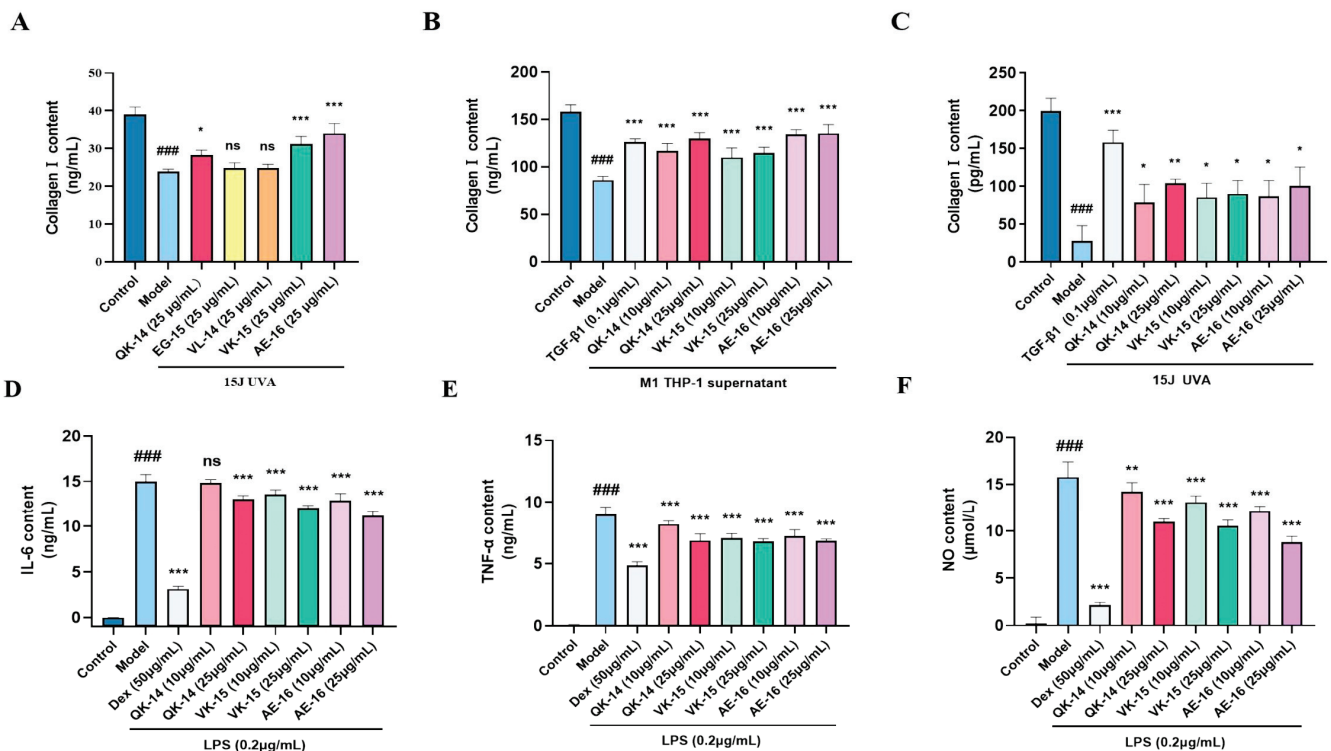 A
Collagen I content
(ng/mL)
50
40
30
20
10
0
###
*
ns
ns
***
***
Control
Model
QK-14 (25 μg/mL)
EG-15 (25 μg/mL)
VL-14 (25 μg/mL)
VK-15 (25 μg/mL)
AE-16 (25 μg/mL)
15J UVA
B
Collagen I content
(ng/mL)
200
150
100
50
0
###
***
***
***
***
***
***
***
Control
Model
TGF-β1 (0.1μg/mL)
QK-14 (10μg/mL)
QK-14 (25μg/mL)
VK-15 (10μg/mL)
VK-15 (25μg/mL)
AE-16 (10μg/mL)
AE-16 (25μg/mL)
M1 THP-1 supernatant
C
Collagen I content
(pg/mL)
250
200
150
100
50
0
###
***
*
**
*
*
*
*
Control
Model
TGF-β1 (0.1μg/mL)
QK-14 (10μg/mL)
QK-14 (25μg/mL)
VK-15 (10μg/mL)
VK-15 (25μg/mL)
AE-16 (10μg/mL)
AE-16 (25μg/mL)
15J UVA
D
IL-6 content
(ng/mL)
20
15
10
5
0
###
***
ns
***
***
***
***
***
Control
Model
Dex (50μg/mL)
QK-14 (10μg/mL)
QK-14 (25μg/mL)
VK-15 (10μg/mL)
VK-15 (25μg/mL)
AE-16 (10μg/mL)
AE-16 (25μg/mL)
LPS (0.2μg/mL)
E
TNF-α content
(ng/mL)
15
10
5
0
###
***
***
***
***
***
***
***
Control
Model
Dex (50μg/mL)
QK-14 (10μg/mL)
QK-14 (25μg/mL)
VK-15 (10μg/mL)
VK-15 (25μg/mL)
AE-16 (10μg/mL)
AE-16 (25μg/mL)
LPS (0.2μg/mL)
F
NO content
(μmol/L)
20
15
10
5
0
###
***
**
***
***
***
***
***
Control
Model
Dex (50μg/mL)
QK-14 (10μg/mL)
QK-14 (25μg/mL)
VK-15 (10μg/mL)
VK-15 (25μg/mL)
AE-16 (10μg/mL)
AE-16 (25μg/mL)
LPS (0.2μg/mL)